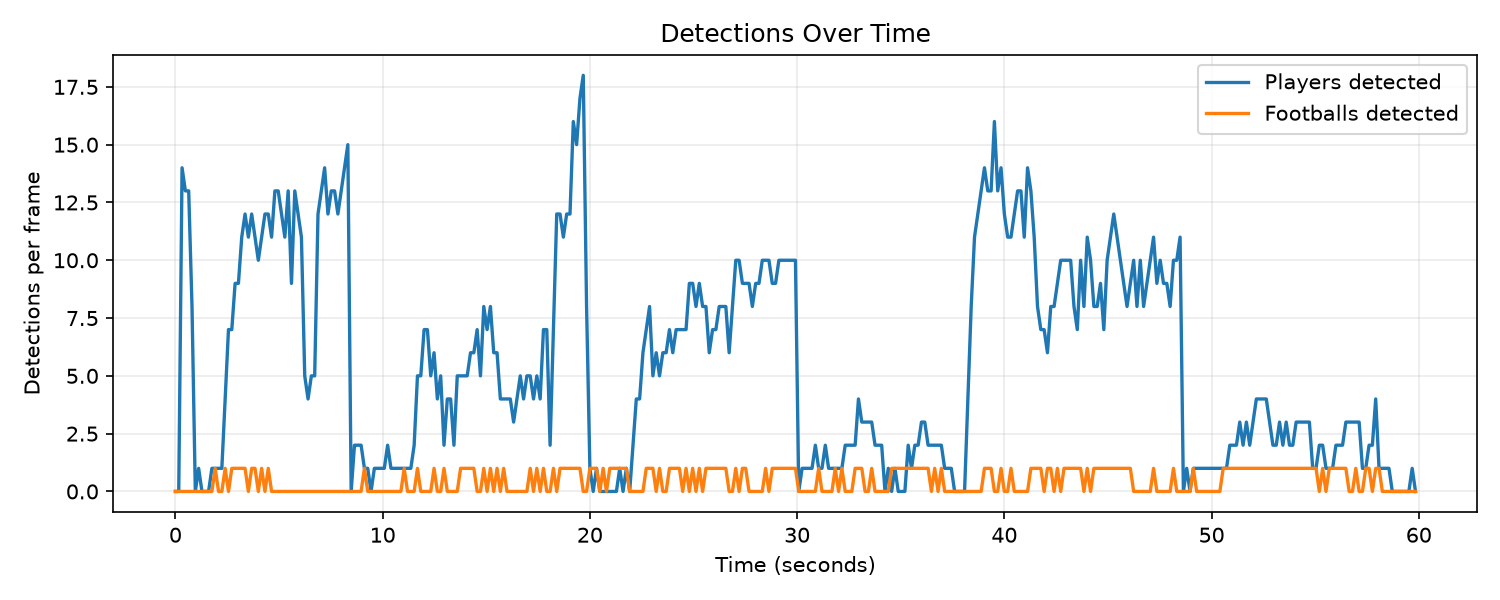 Detections Over Time
Players detected
Footballs detected
Detections per frame
17.5
15.0
12.5
10.0
7.5
5.0
2.5
0.0
0 10 20 30 40 50 60
Time (seconds)